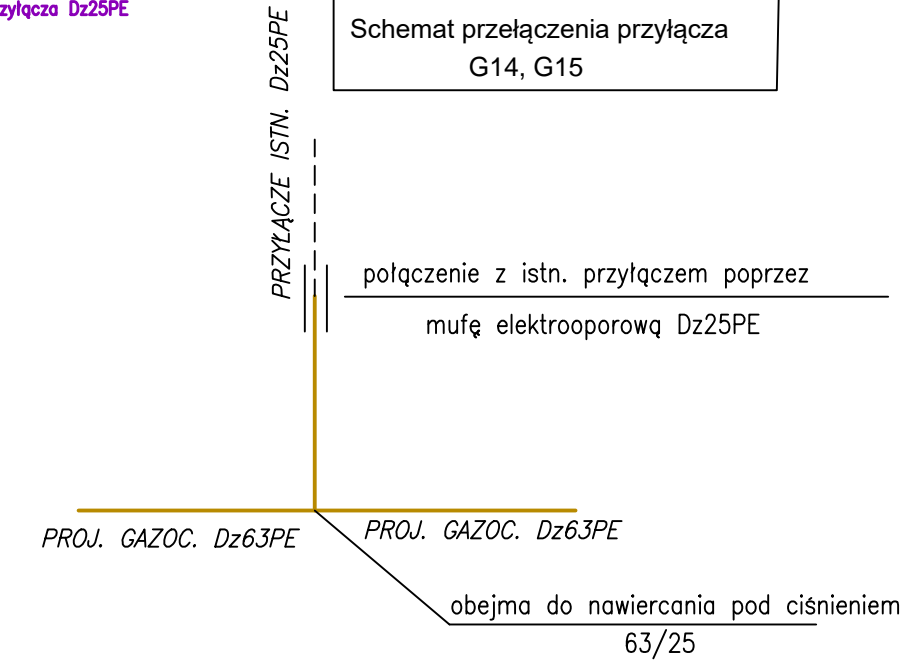 Dz25PE
Schemat przełączenia przyłącza
G14, G15
PRZYŁĄCZE ISTN. Dz25PE
połączenie z istn. przyłączem poprzez
mufę elektrooporową Dz25PE
PROJ. GAZOC. Dz63PE
PROJ. GAZOC. Dz63PE
obejma do nawiercania pod ciśnieniem
63/25